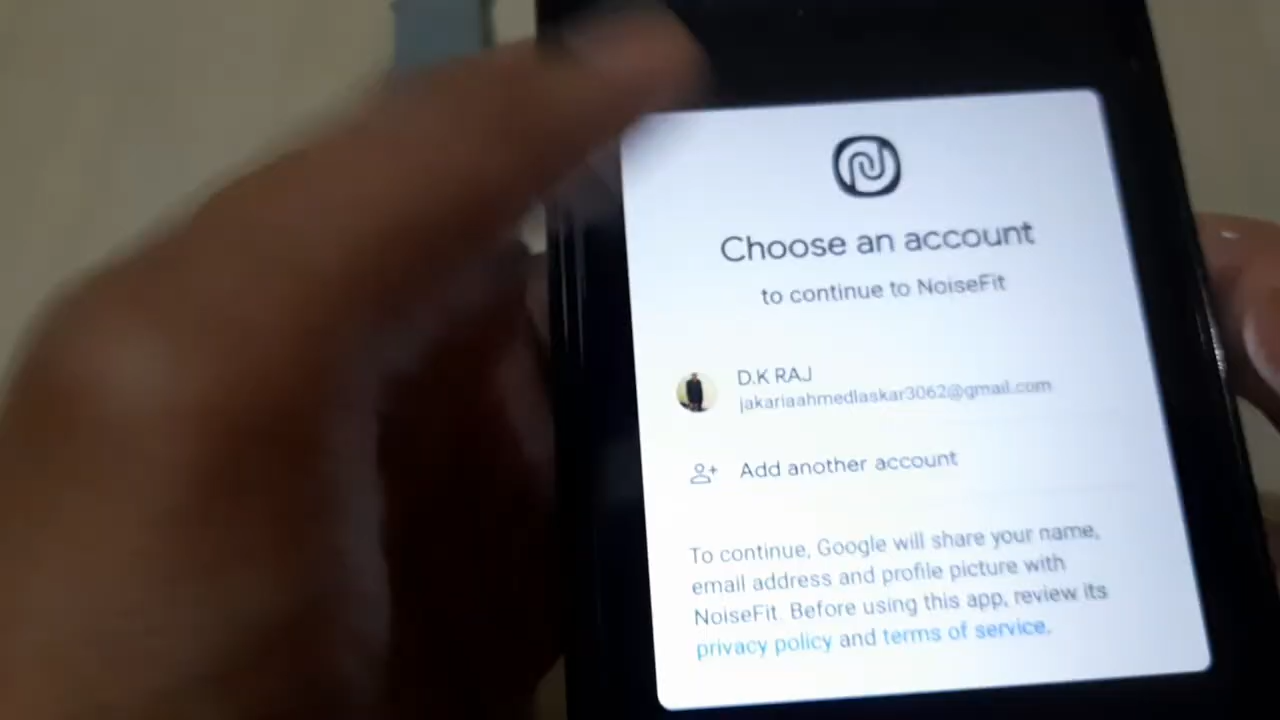 Choose an account
to continue to NoiseFit
D.K RAJ
jakariaahmedlaskar3062@gmail.com
Add another account
To continue, Google will share your name,
email address and profile picture with
NoiseFit. Before using this app, review its
privacy policy and terms of service.